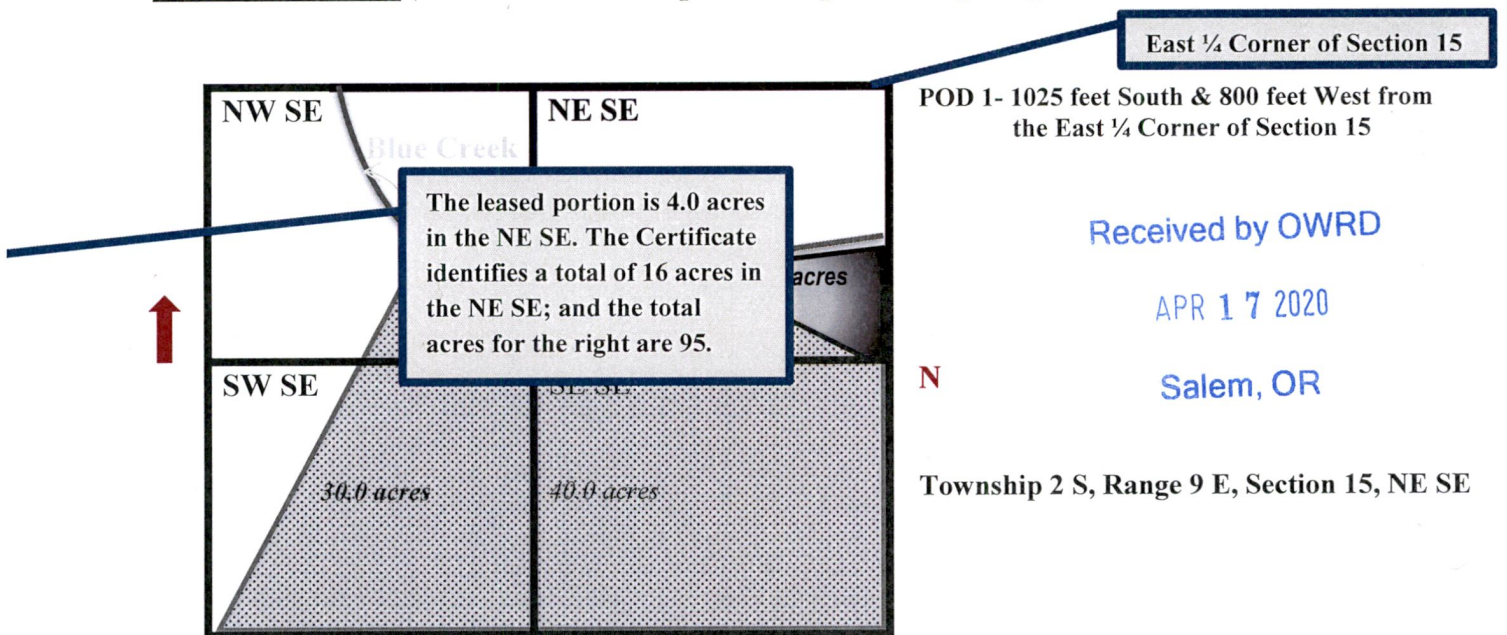 East ¼ Corner of Section 15
NW SE
NE SE
POD 1- 1025 feet South & 800 feet West from
the East ¼ Corner of Section 15
Blue Creek
The leased portion is 4.0 acres
in the NE SE. The Certificate
identifies a total of 16 acres in
the NE SE; and the total
acres for the right are 95.
acres
Received by OWRD
APR 17 2020
Salem, OR
N
SW SE
SE SE
30.0 acres
40.0 acres
Township 2 S, Range 9 E, Section 15, NE SE